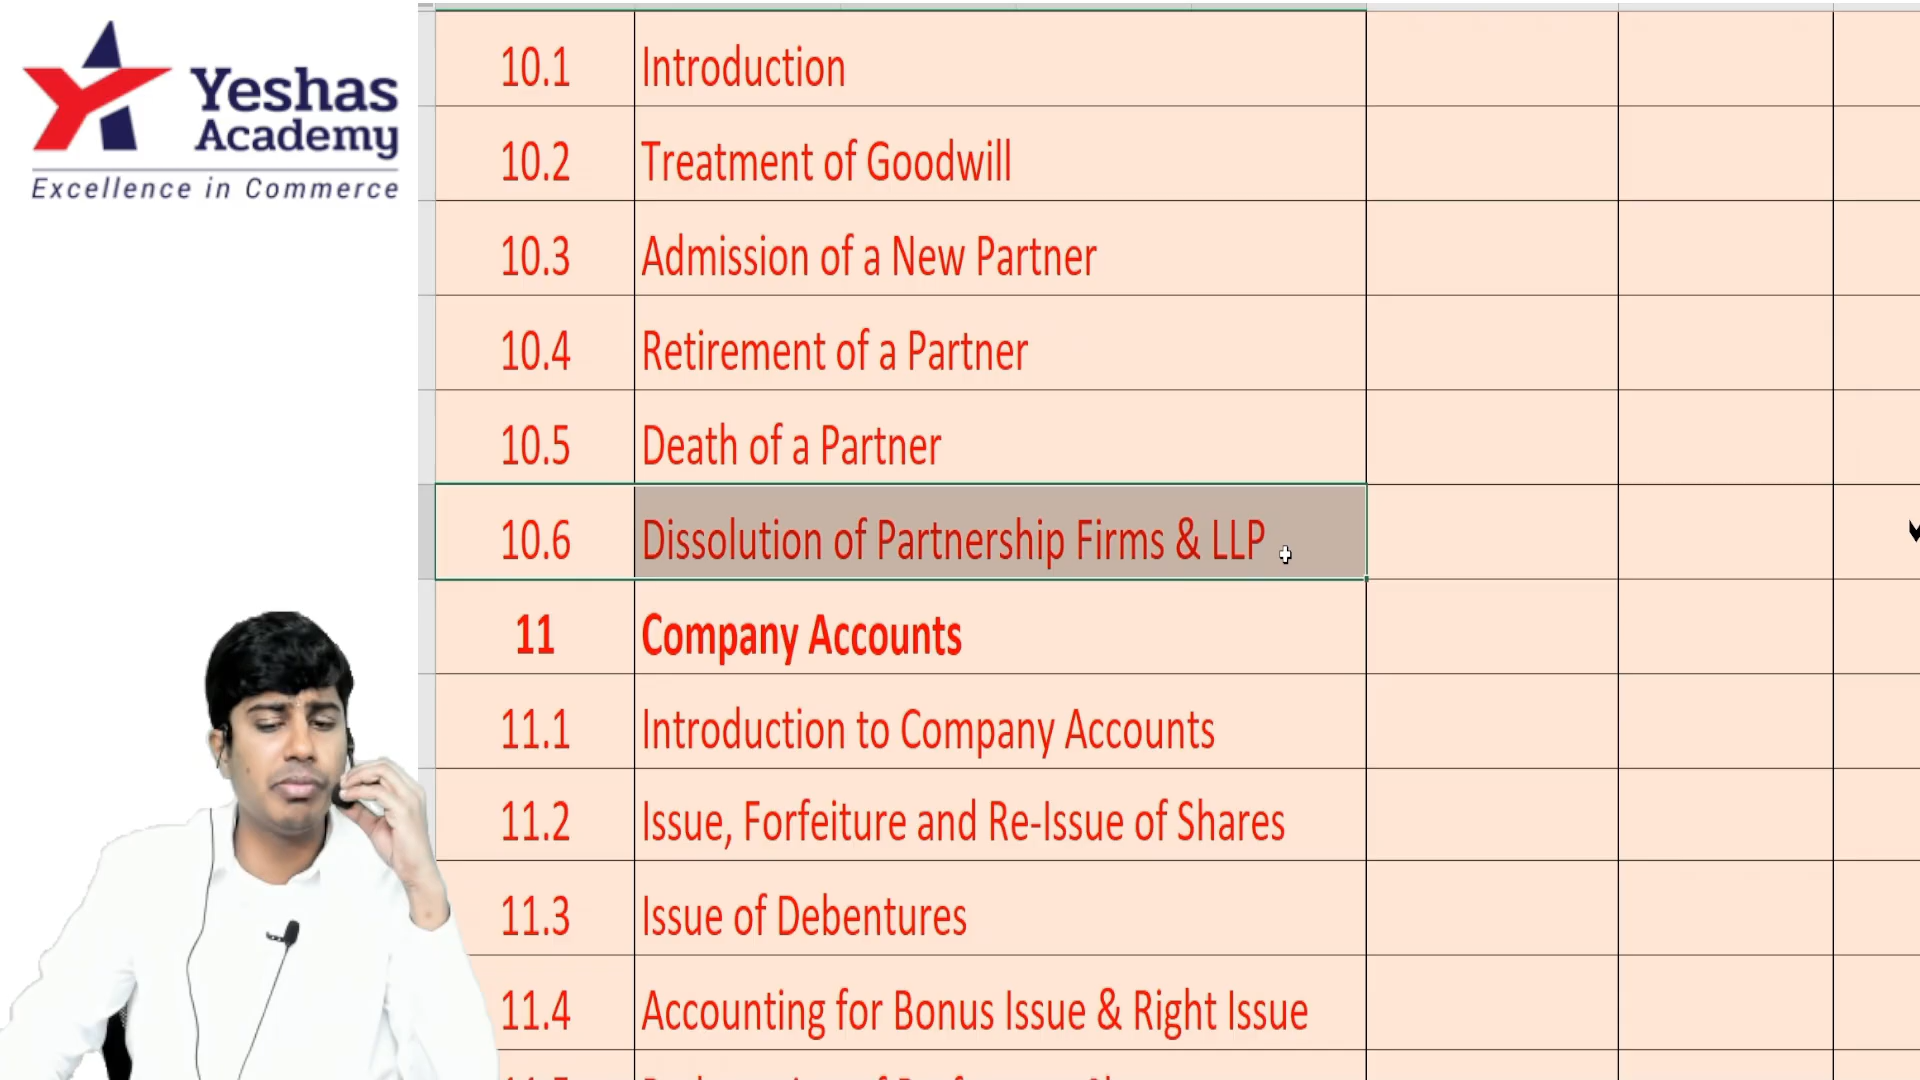 Yeshas
Academy
Excellence in Commerce
10.1 Introduction
10.2 Treatment of Goodwill
10.3 Admission of a New Partner
10.4 Retirement of a Partner
10.5 Death of a Partner
10.6 Dissolution of Partnership Firms & LLP
11 Company Accounts
11.1 Introduction to Company Accounts
11.2 Issue, Forfeiture and Re-Issue of Shares
11.3 Issue of Debentures
11.4 Accounting for Bonus Issue & Right Issue